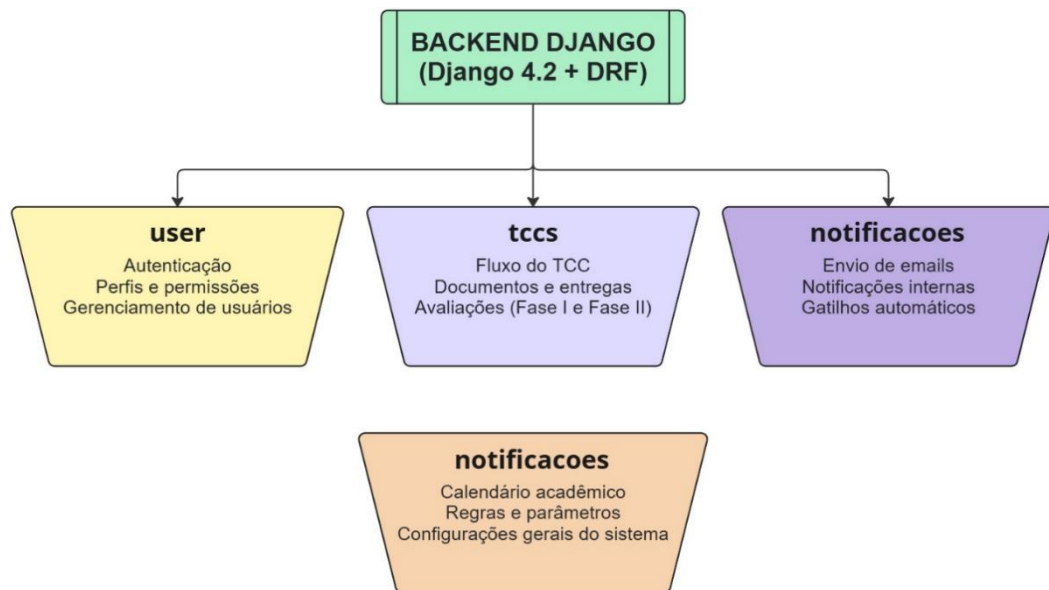 BACKEND DJANGO
(Django 4.2 + DRF)
user
Autenticação
Perfis e permissões
Gerenciamento de usuários
tccs
Fluxo do TCC
Documentos e entregas
Avaliações (Fase I e Fase II)
notificacoes
Envio de emails
Notificações internas
Gatilhos automáticos
notificacoes
Calendário acadêmico
Regras e parâmetros
Configurações gerais do sistema